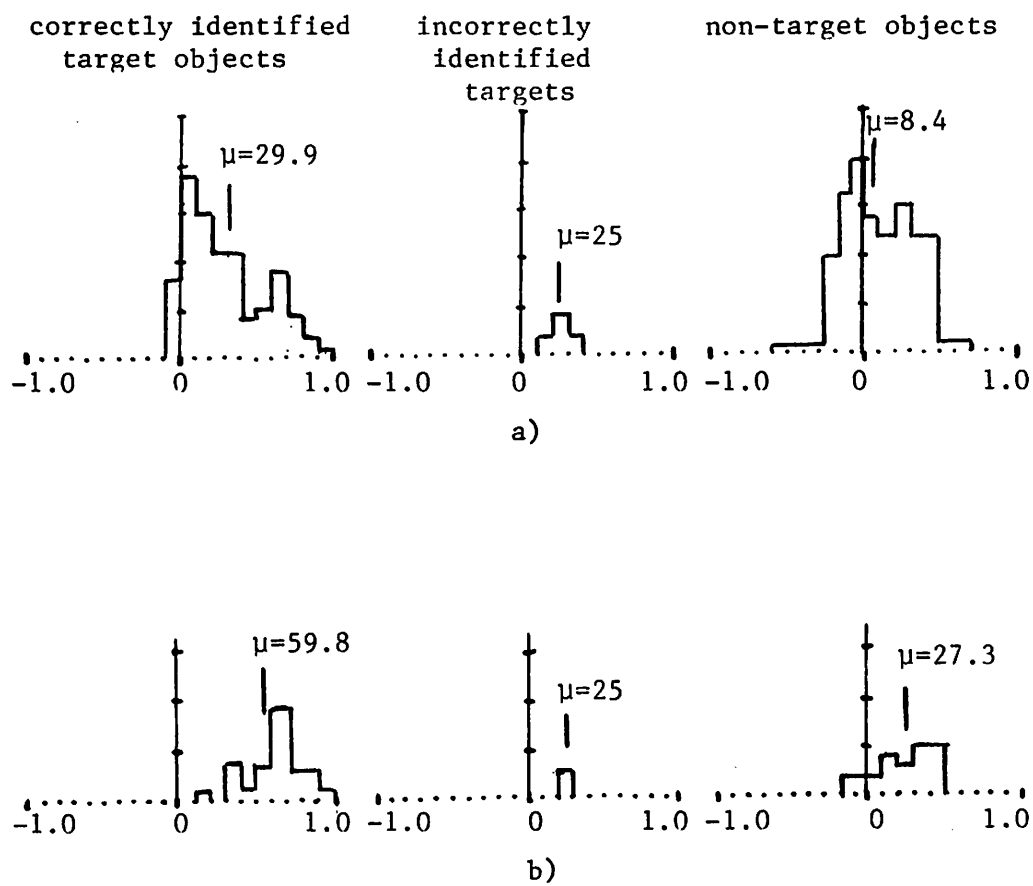 correctly identified
target objects
incorrectly
identified
targets
non-target objects
μ=29.9
μ=25
μ=8.4
-1.0 0 1.0
-1.0 0 1.0
-1.0 0 1.0
a)
μ=59.8
μ=25
μ=27.3
-1.0 0 1.0
-1.0 0 1.0
-1.0 0 1.0
b)